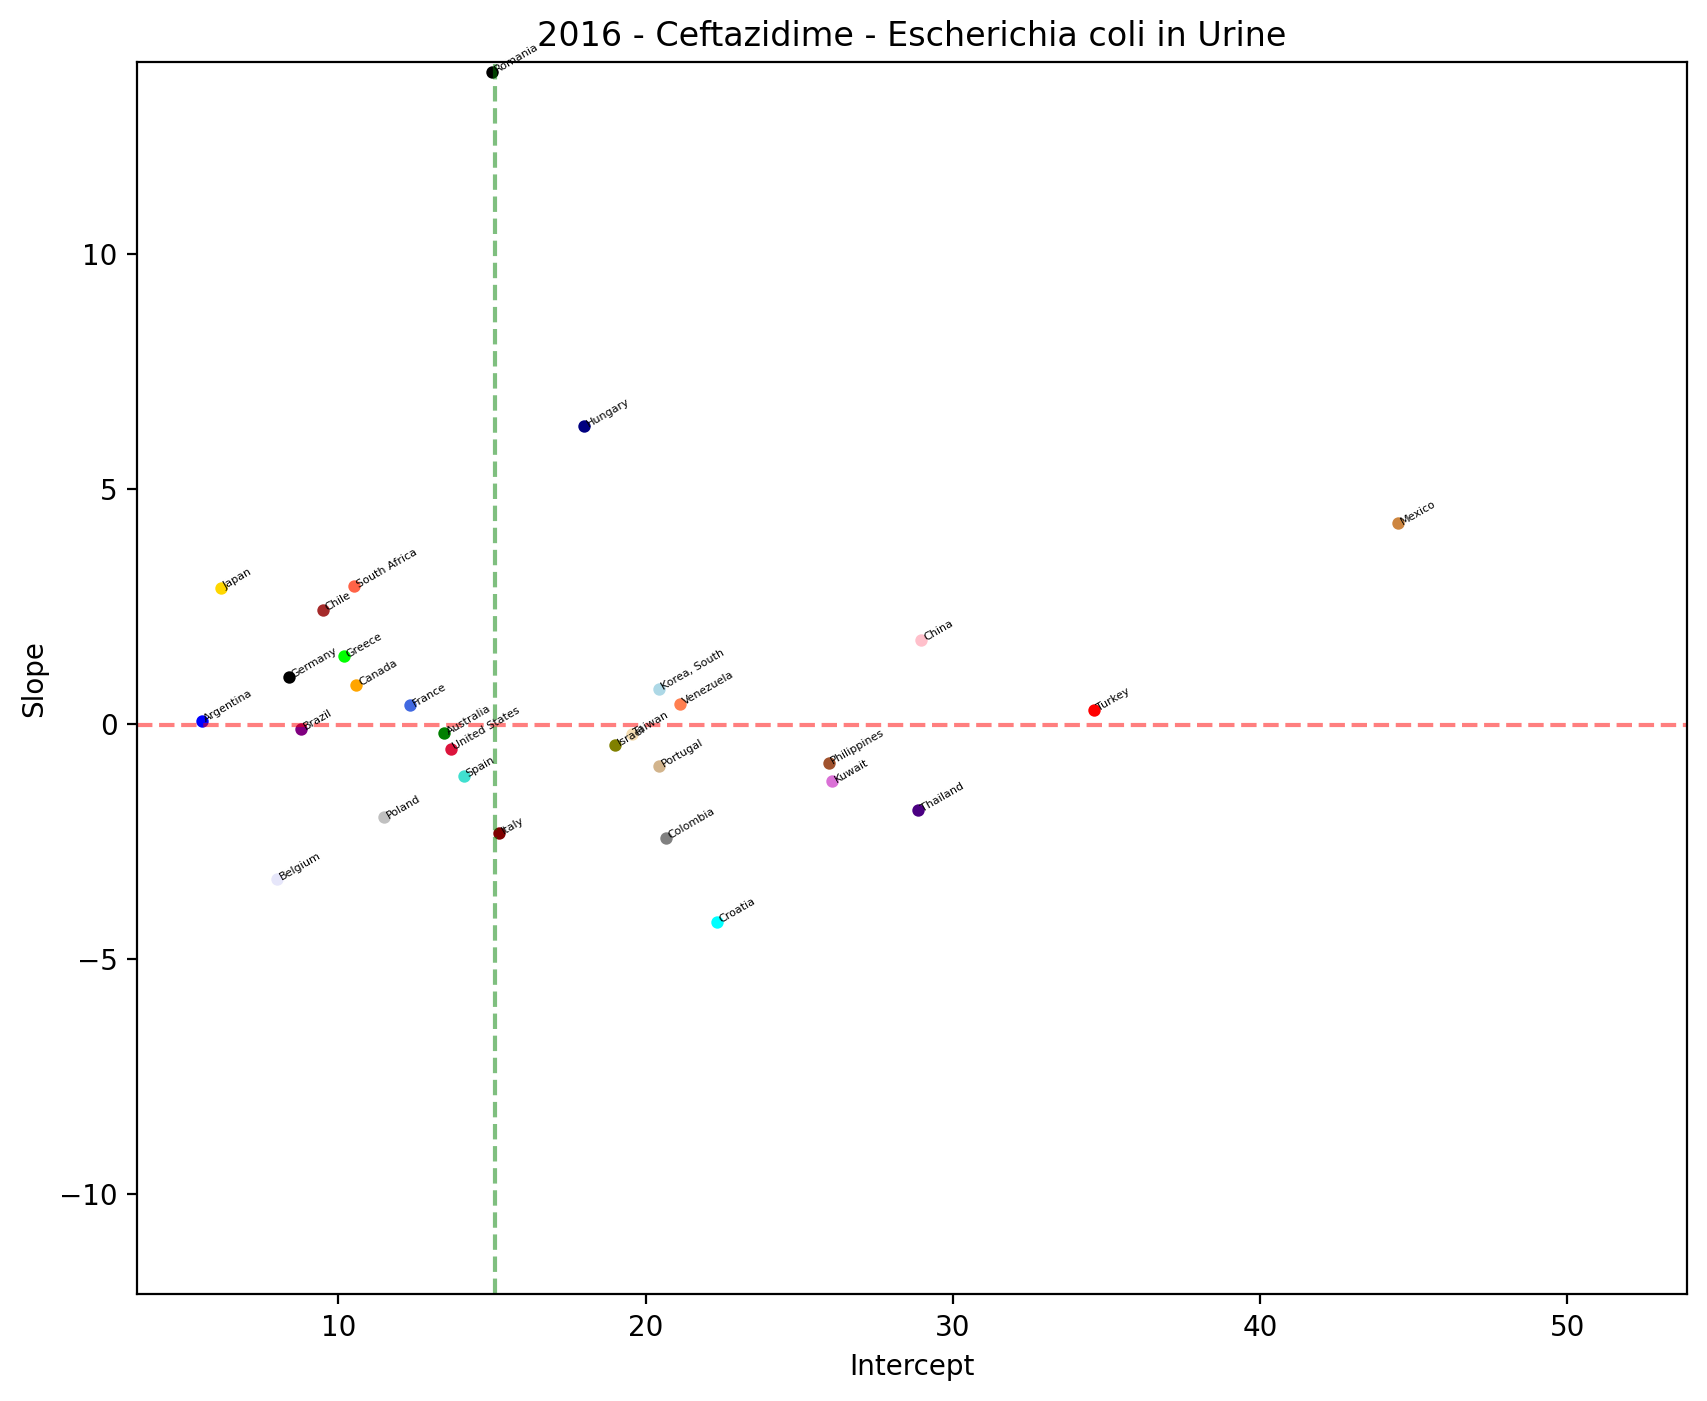 2016 - Ceftazidime - Escherichia coli in Urine
Romania
10
Hungary
5
Mexico
Japan
South Africa
Chile
China
Greece
Germany
Canada
Korea, South
Venezuela
Argentina
France
Turkey
Slope
0
Brazil
Australia
United States
Taiwan
Israel
Portugal
Philippines
Spain
Kuwait
Poland
Thailand
Italy
Colombia
Belgium
Croatia
−5
−10
10 20 30 40 50
Intercept